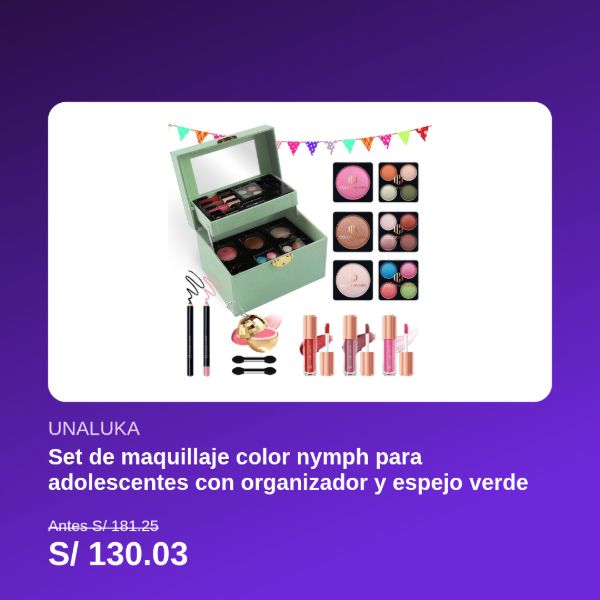 UNALUKA
Set de maquillaje color nymph para
adolescentes con organizador y espejo verde
Antes S/ 181.25
S/ 130.03